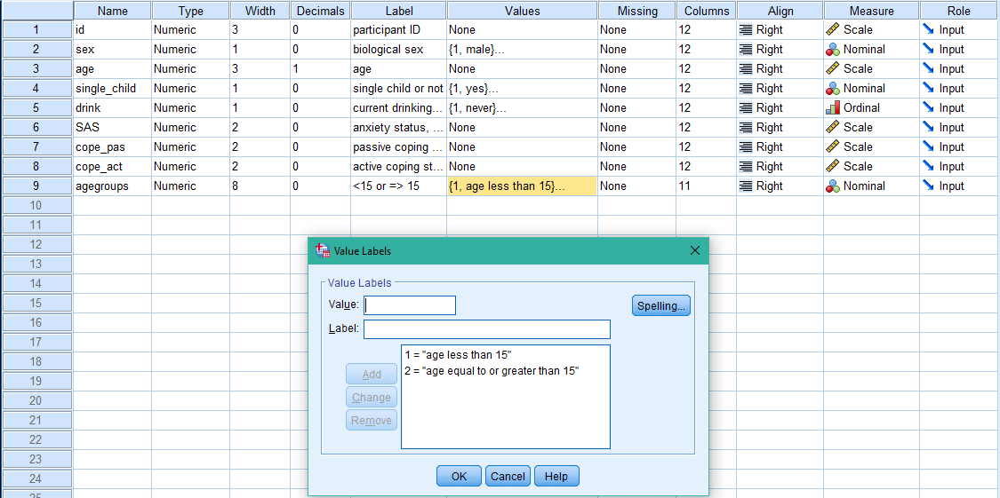 Name Type Width Decimals Label Values Missing Columns Align Measure Role
1 id Numeric 3 0 participant ID None None 12 Right Scale Input
2 sex Numeric 1 0 biological sex {1, male}... None 12 Right Nominal Input
3 age Numeric 3 1 age None None 12 Right Scale Input
4 single_child Numeric 1 0 single child or not {1, yes}... None 12 Right Nominal Input
5 drink Numeric 1 0 current drinking... {1, never}... None 12 Right Ordinal Input
6 SAS Numeric 2 0 anxiety status, ... None None 12 Right Scale Input
7 cope_pas Numeric 2 0 passive coping ... None None 12 Right Scale Input
8 cope_act Numeric 2 0 active coping st... None None 12 Right Scale Input
9 agegroups Numeric 8 0 <15 or => 15 {1, age less than 15}... None 11 Right Nominal Input
10
11
12
13
14
15
16
17
18
19
20
21
22
23
24
25
Value Labels
Value Labels
Value:
Spelling...
Label:
1 = "age less than 15"
2 = "age equal to or greater than 15"
Add
Change
Remove
OK Cancel Help